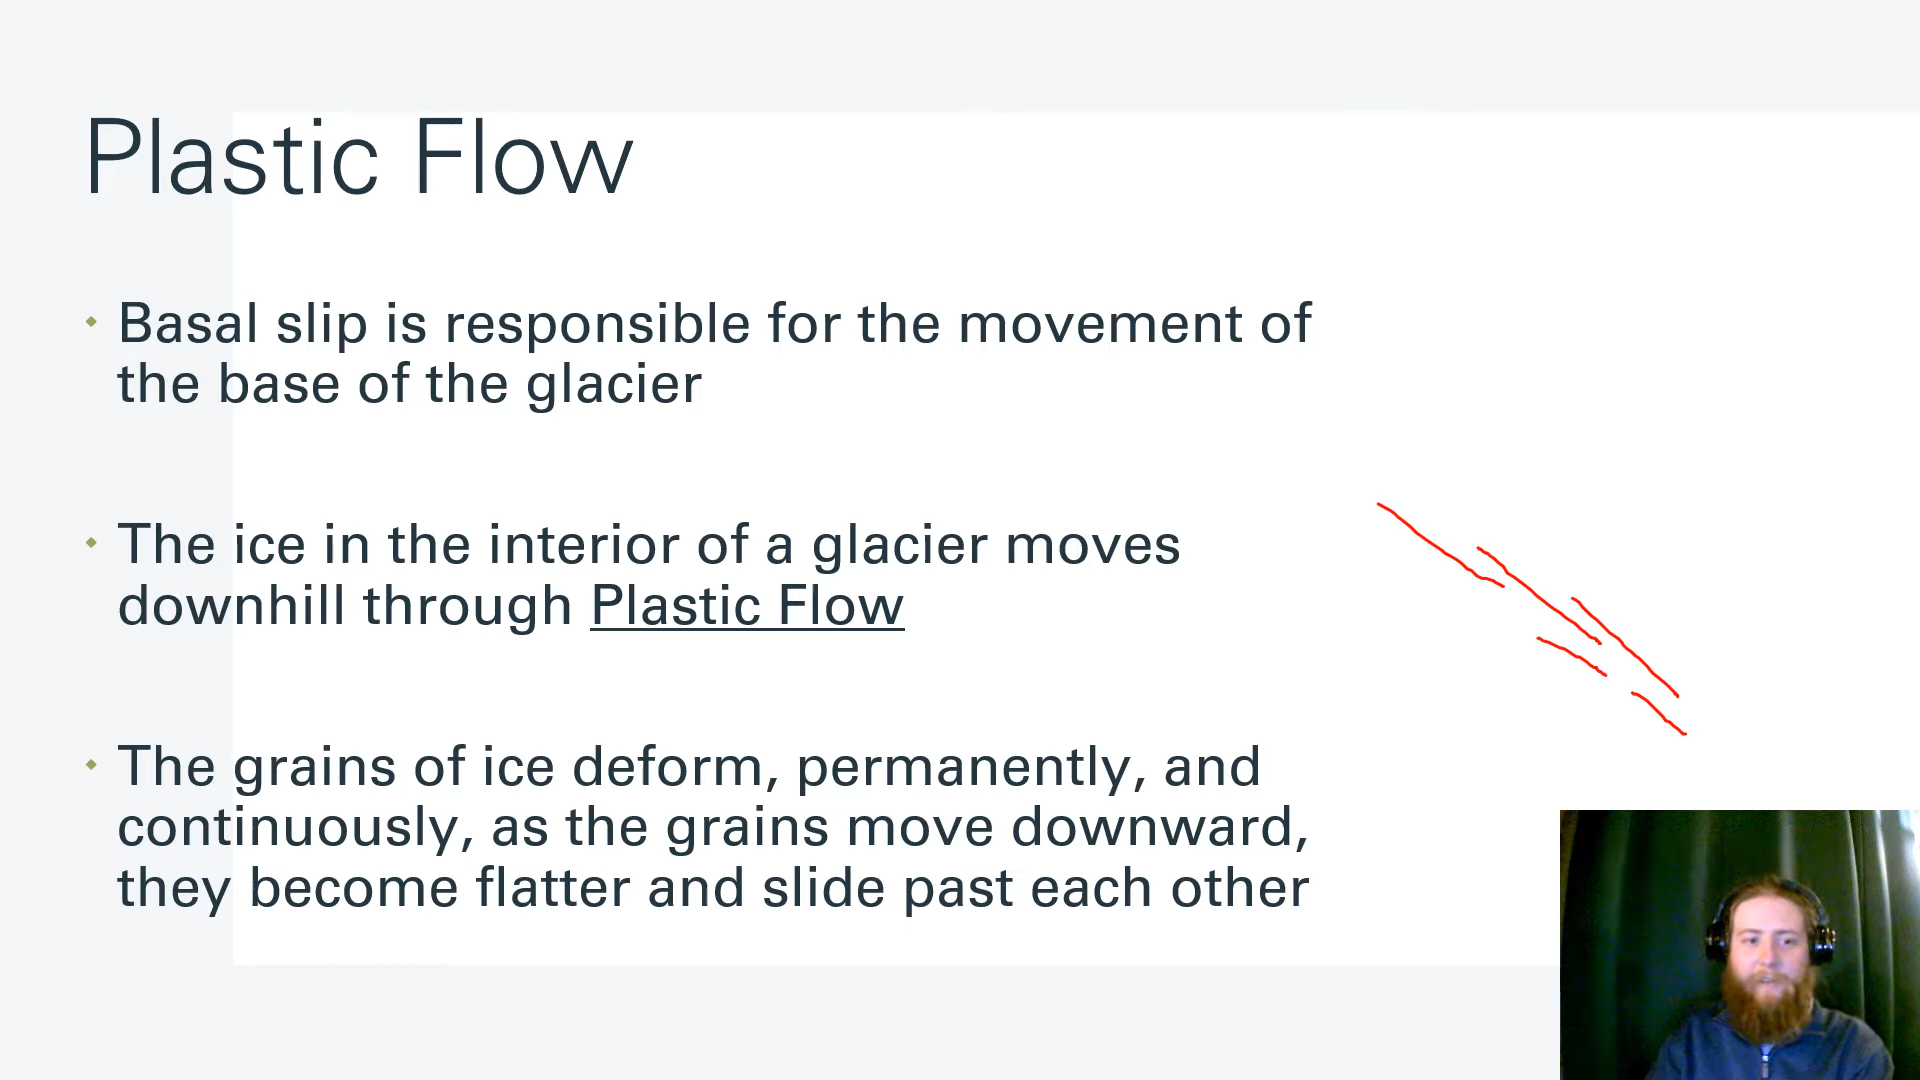 Plastic Flow
Basal slip is responsible for the movement of
the base of the glacier
The ice in the interior of a glacier moves
downhill through Plastic Flow
The grains of ice deform, permanently, and
continuously, as the grains move downward,
they become flatter and slide past each other